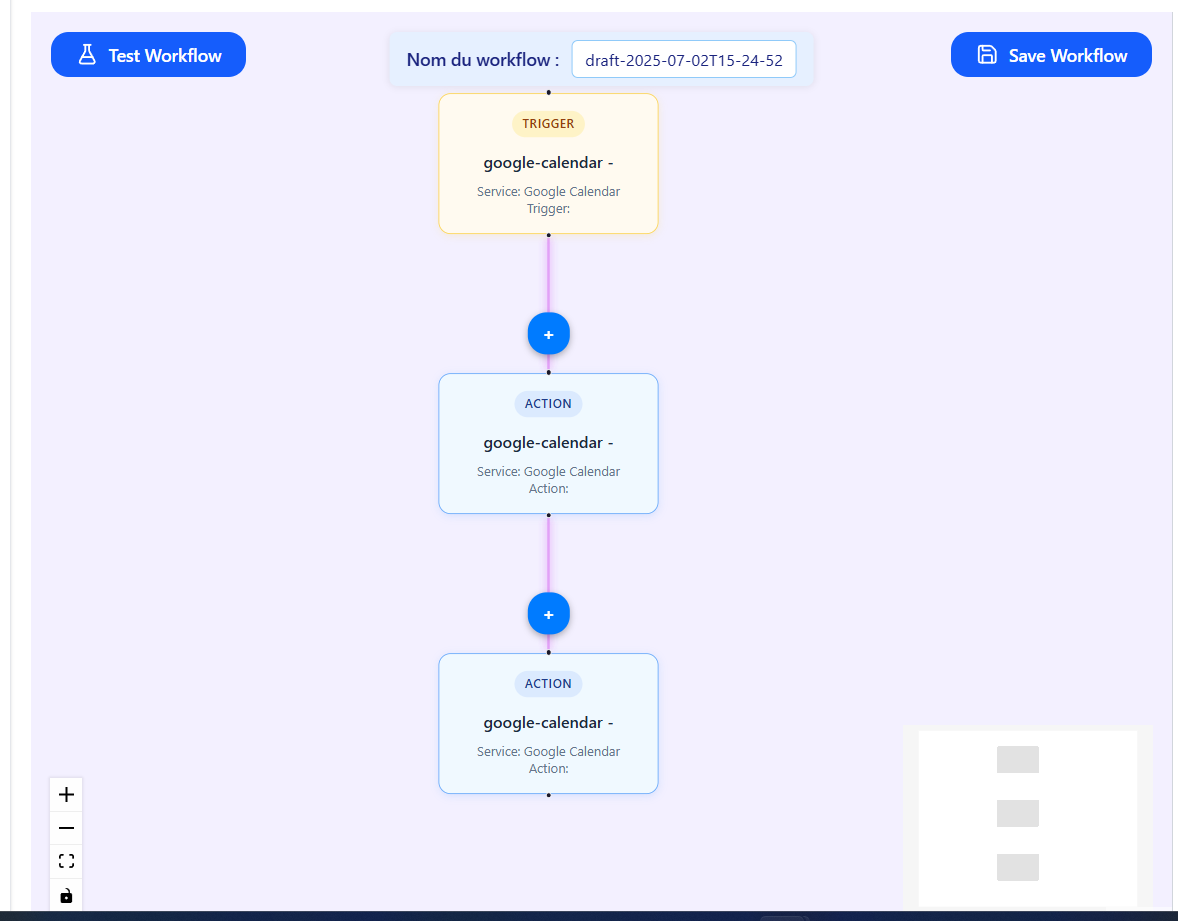 Test Workflow
Nom du workflow :
draft-2025-07-02T15-24-52
Save Workflow
TRIGGER
google-calendar -
Service: Google Calendar
Trigger:
+
ACTION
google-calendar -
Service: Google Calendar
Action:
+
ACTION
google-calendar -
Service: Google Calendar
Action: